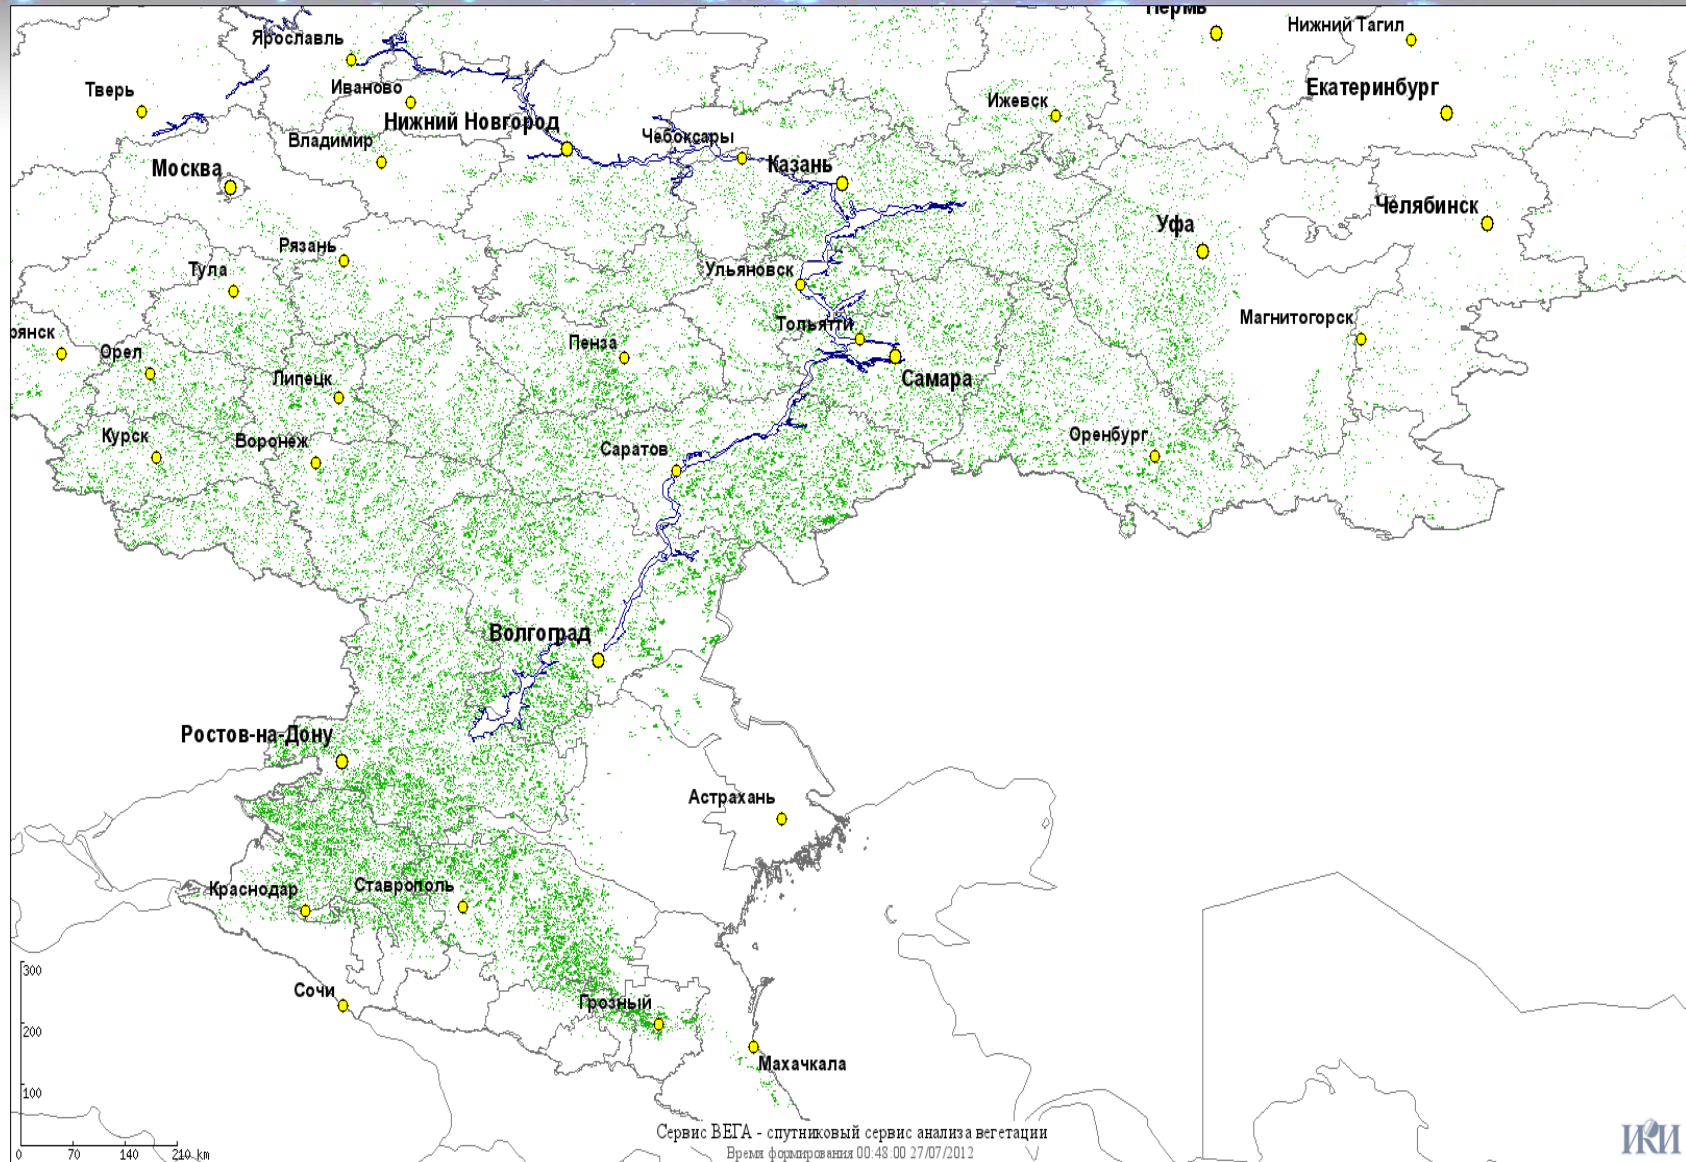 Пермь
Нижний Тагил
Ярославль
Екатеринбург
Тверь
Иваново
Ижевск
Нижний Новгород
Чебоксары
Владимир
Казань
Москва
Челябинск
Уфа
Рязань
Тула
Ульяновск
Магнитогорск
Тольятти
рянск
Пенза
Орел
Липецк
Самара
Курск
Воронеж
Оренбург
Саратов
Волгоград
Ростов-на-Дону
Астрахань
Краснодар
Ставрополь
300
Сочи
Грозный
200
Махачкала
100
Сервис ВЕГА - спутниковый сервис анализа вегетации
0 70 140 210 km
Время формирования 00:48:00 27/07/2012
ИКИ